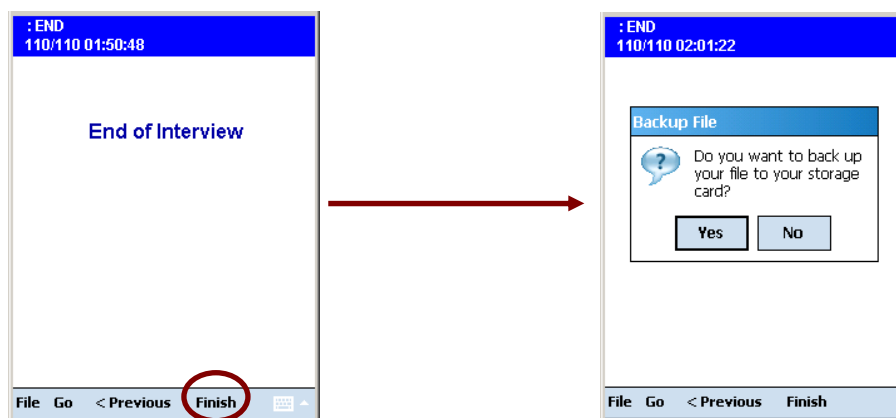 : END
110/110 01:50:48
End of Interview
File Go < Previous Finish
: END
110/110 02:01:22
Backup File
?
Do you want to back up
your file to your storage
card?
Yes No
File Go < Previous Finish